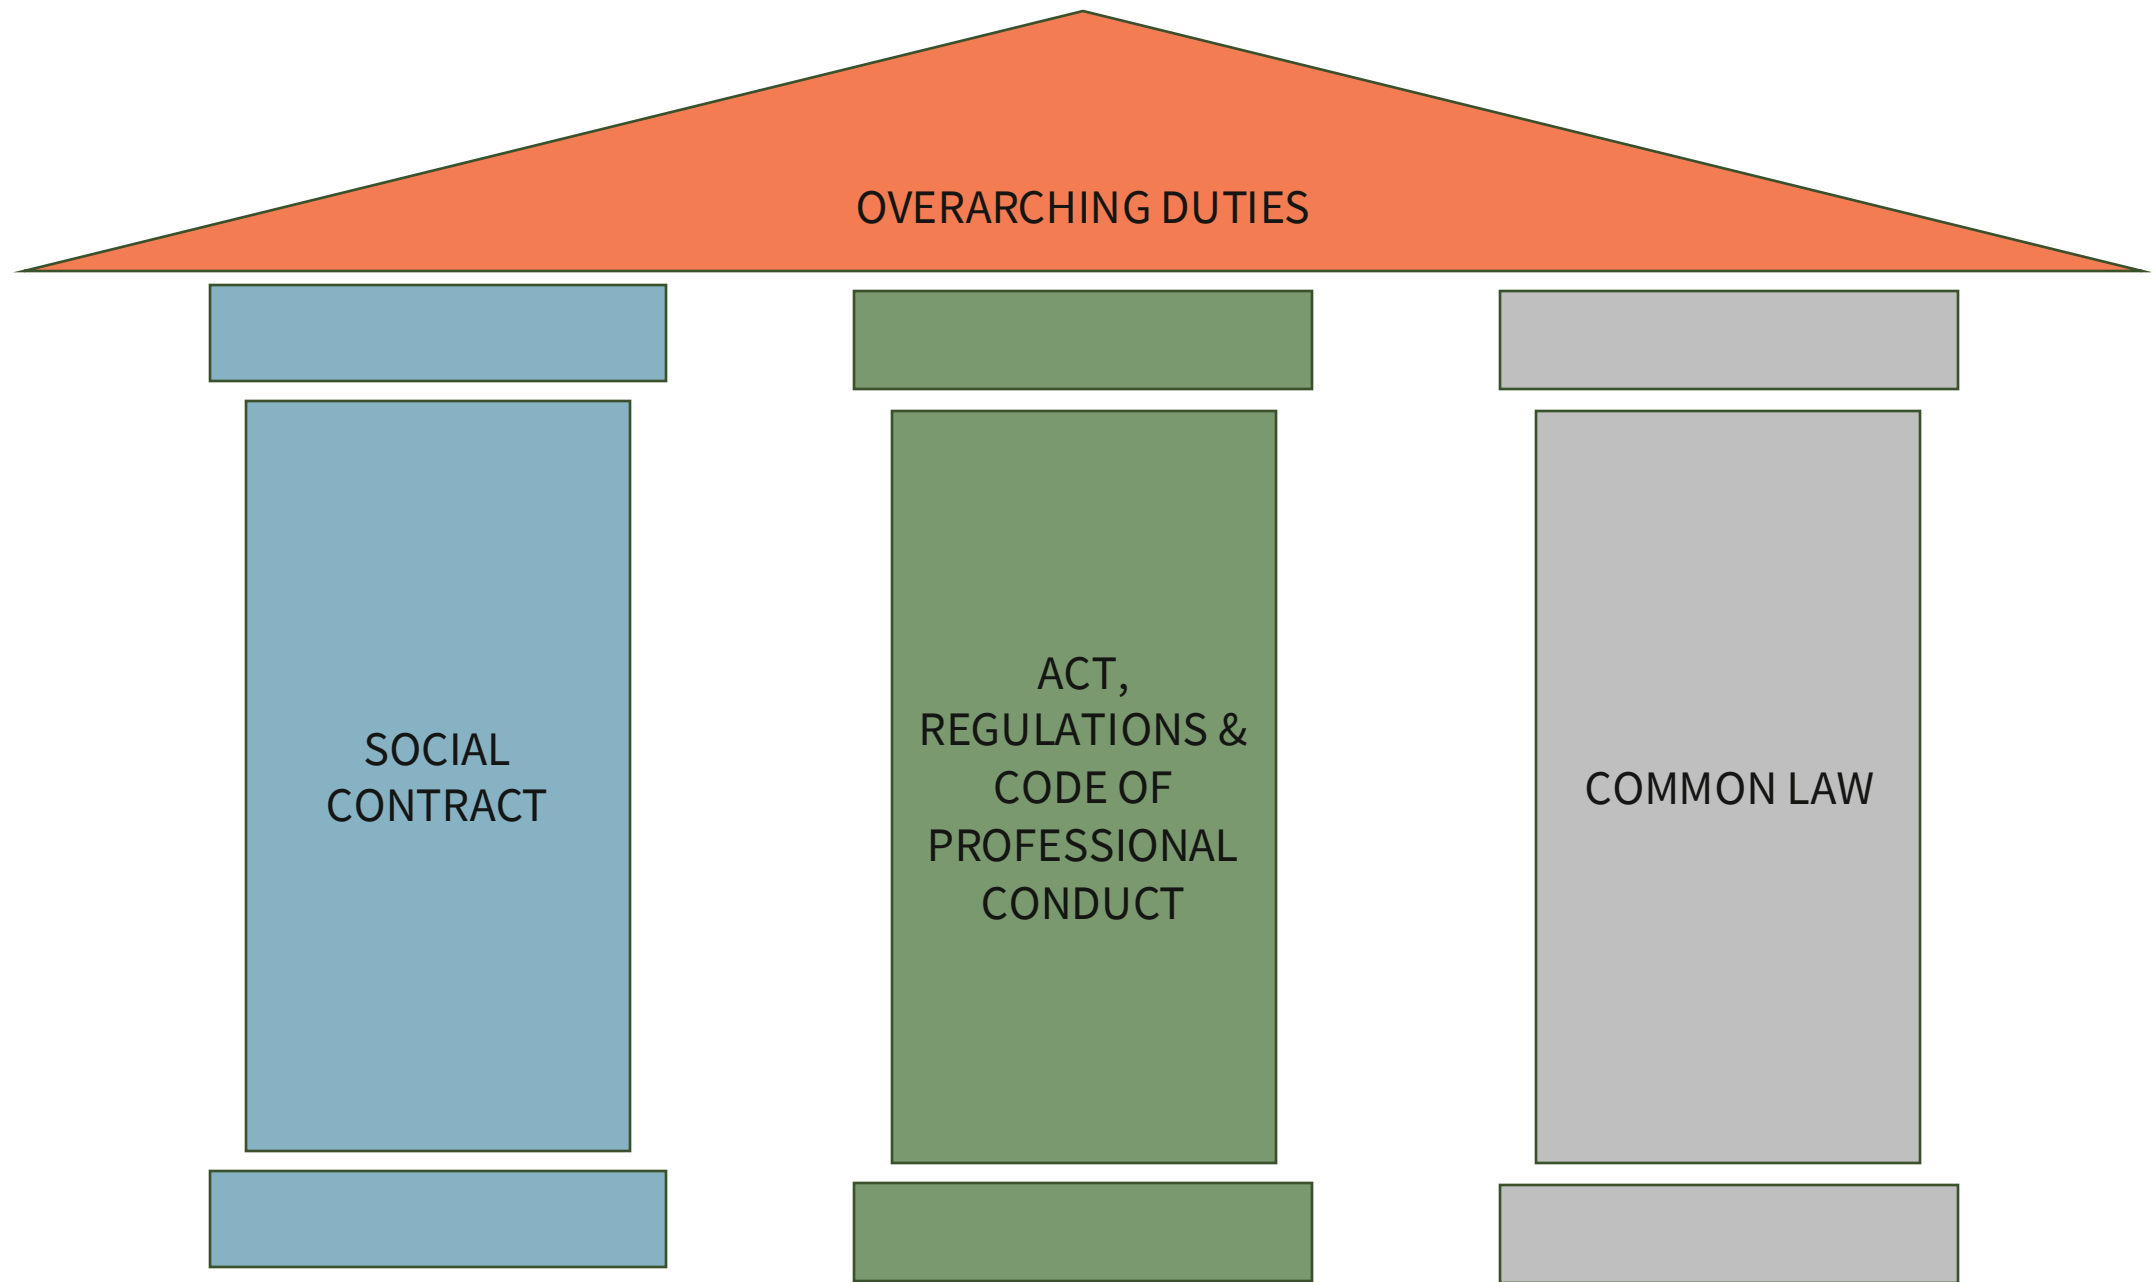 OVERARCHING DUTIES
SOCIAL
CONTRACT
ACT,
REGULATIONS &
CODE OF
PROFESSIONAL
CONDUCT
COMMON LAW